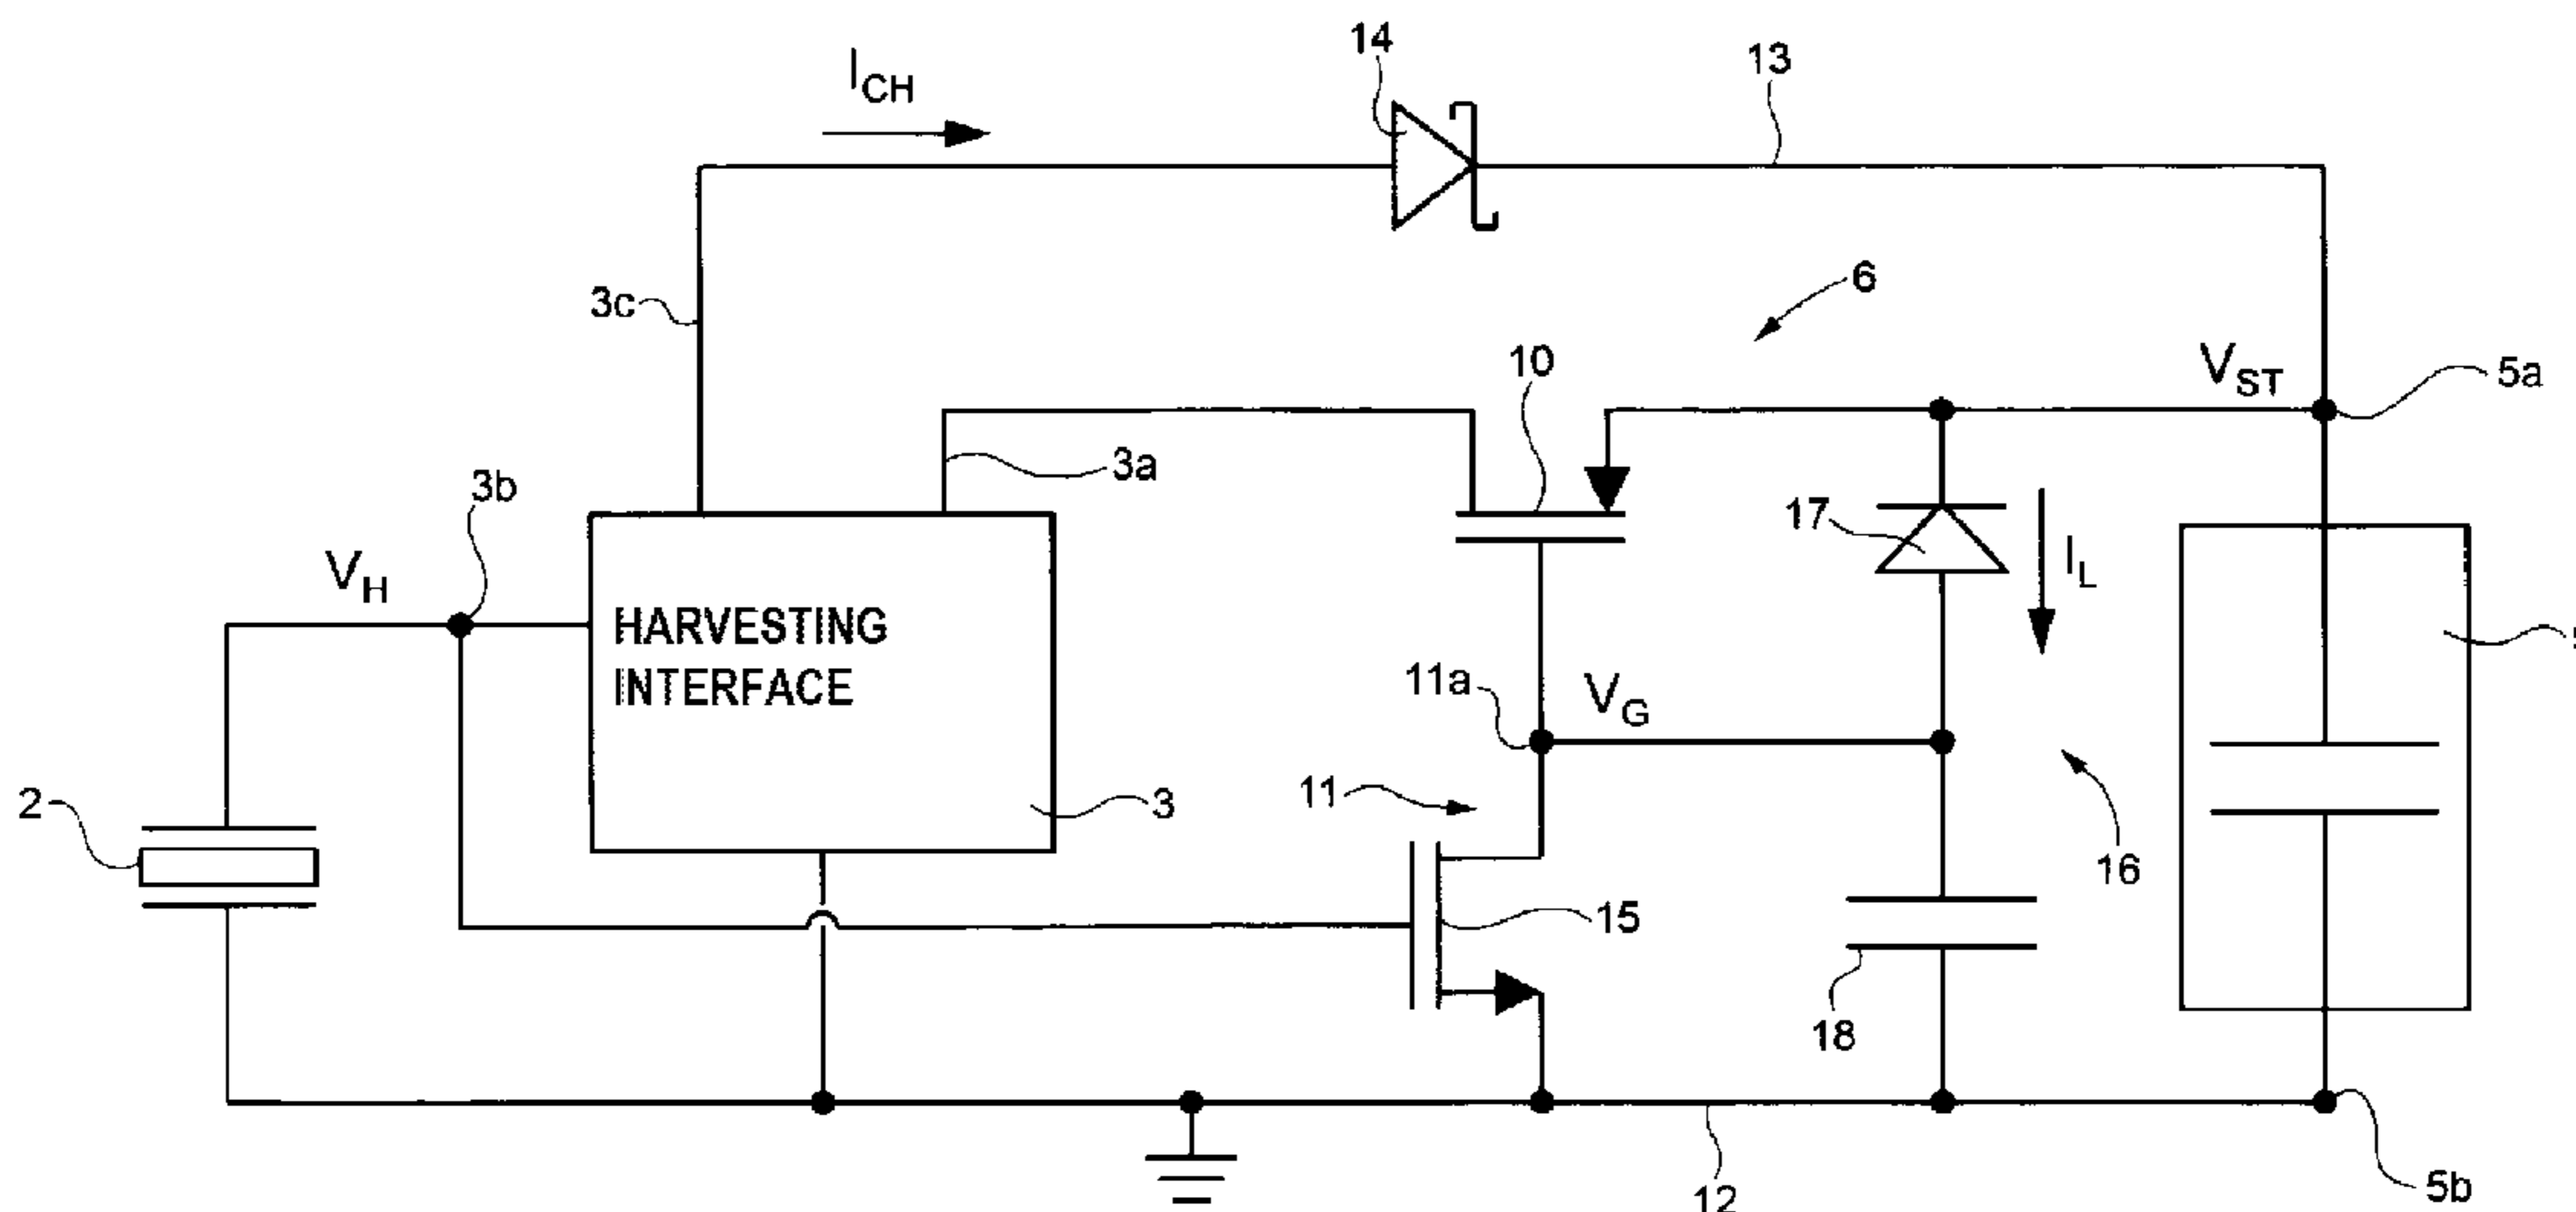 14
13
I_CH
3c
6
10
V_ST
5a
3a
3b
17
I_L
V_H
HARVESTING
INTERFACE
11a
V_G
2
3
11
16
15
18
12
5b